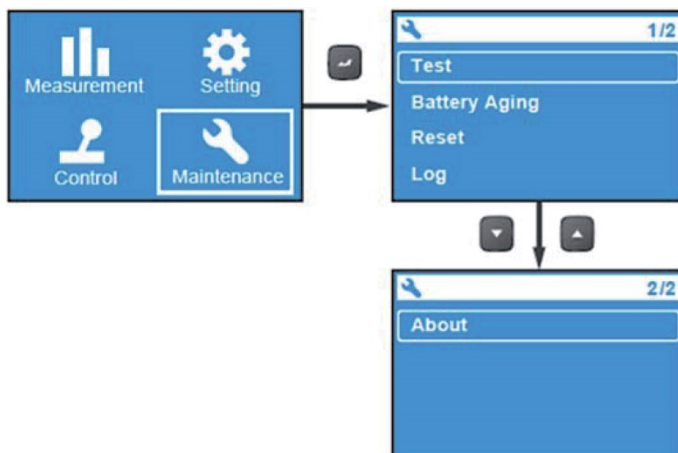 Measurement
Setting
Control
Maintenance
1/2
Test
Battery Aging
Reset
Log
2/2
About